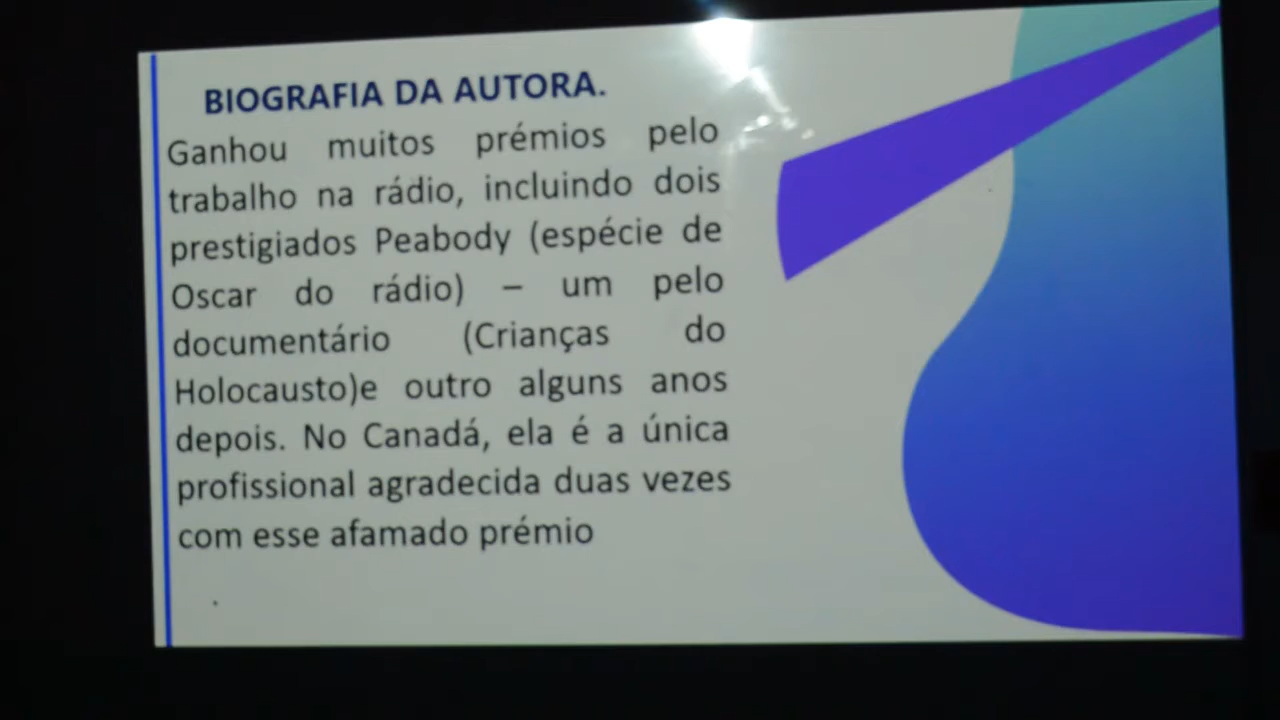 BIOGRAFIA DA AUTORA.
Ganhou muitos prémios pelo
trabalho na rádio, incluindo dois
prestigiados Peabody (espécie de
Oscar do rádio) – um pelo
documentário (Crianças do
Holocausto)e outro alguns anos
depois. No Canadá, ela é a única
profissional agradecida duas vezes
com esse afamado prémio
.